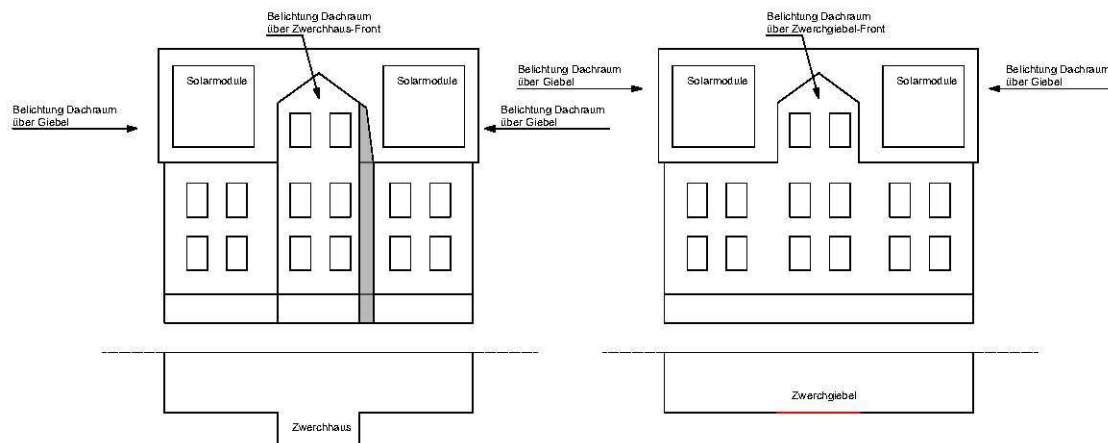 Belichtung Dachraum
über Zwerchhaus-Front
Solarmodule
Solarmodule
Belichtung Dachraum
über Giebel
Belichtung Dachraum
über Giebel
Zwerchhaus
Belichtung Dachraum
über Zwerchgiebel-Front
Belichtung Dachraum
über Giebel
Solarmodule
Solarmodule
Belichtung Dachraum
über Giebel
Zwerchgiebel